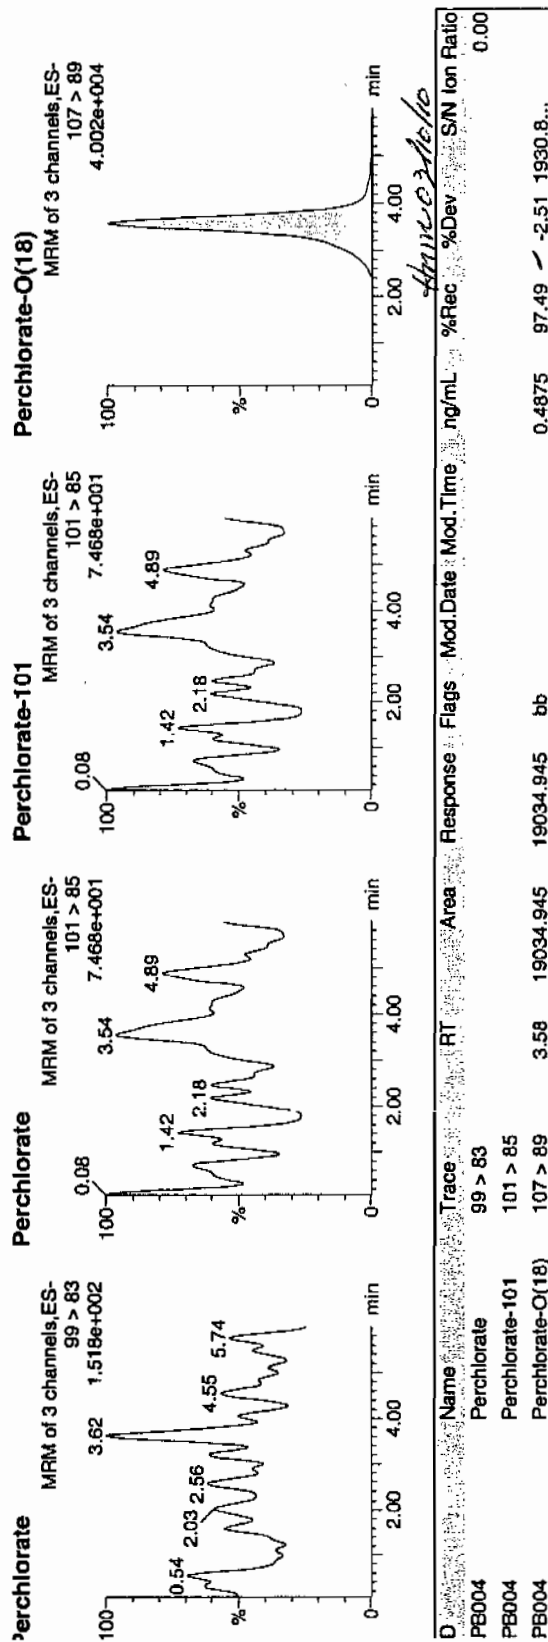 Perchlorate
MRM of 3 channels,ES-
99 > 83
1.518e+002
100
%
0
0.54
2.03
2.56
3.62
4.55
5.74
2.00
4.00
min
Perchlorate
MRM of 3 channels,ES-
101 > 85
7.468e+001
100
%
0
0.08
1.42
2.18
3.54
4.89
2.00
4.00
min
Perchlorate-101
MRM of 3 channels,ES-
101 > 85
7.468e+001
100
%
0
0.08
1.42
2.18
3.54
4.89
2.00
4.00
min
Perchlorate-O(18)
MRM of 3 channels,ES-
107 > 89
4.002e+004
100
%
0
2.00
4.00
min
D Name Trace RT Area Response Flags Mod.Date Mod.Time ng/mL %Rec %Dev S/N Ion Ratio
PB004 Perchlorate 99 > 83 0.00
PB004 Perchlorate-101 101 > 85
PB004 Perchlorate-O(18) 107 > 89 3.58 19034.945 19034.945 bb 0.4875 97.49 -2.51 1930.8...